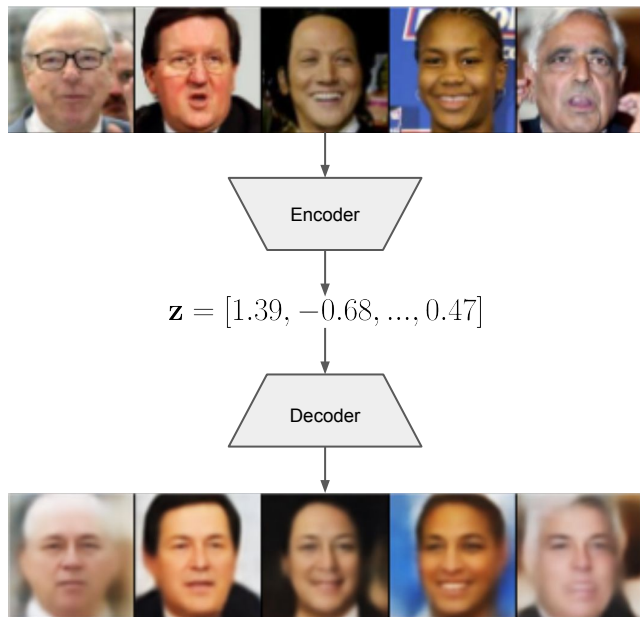 Encoder
z = [1.39, −0.68, ..., 0.47]
Decoder